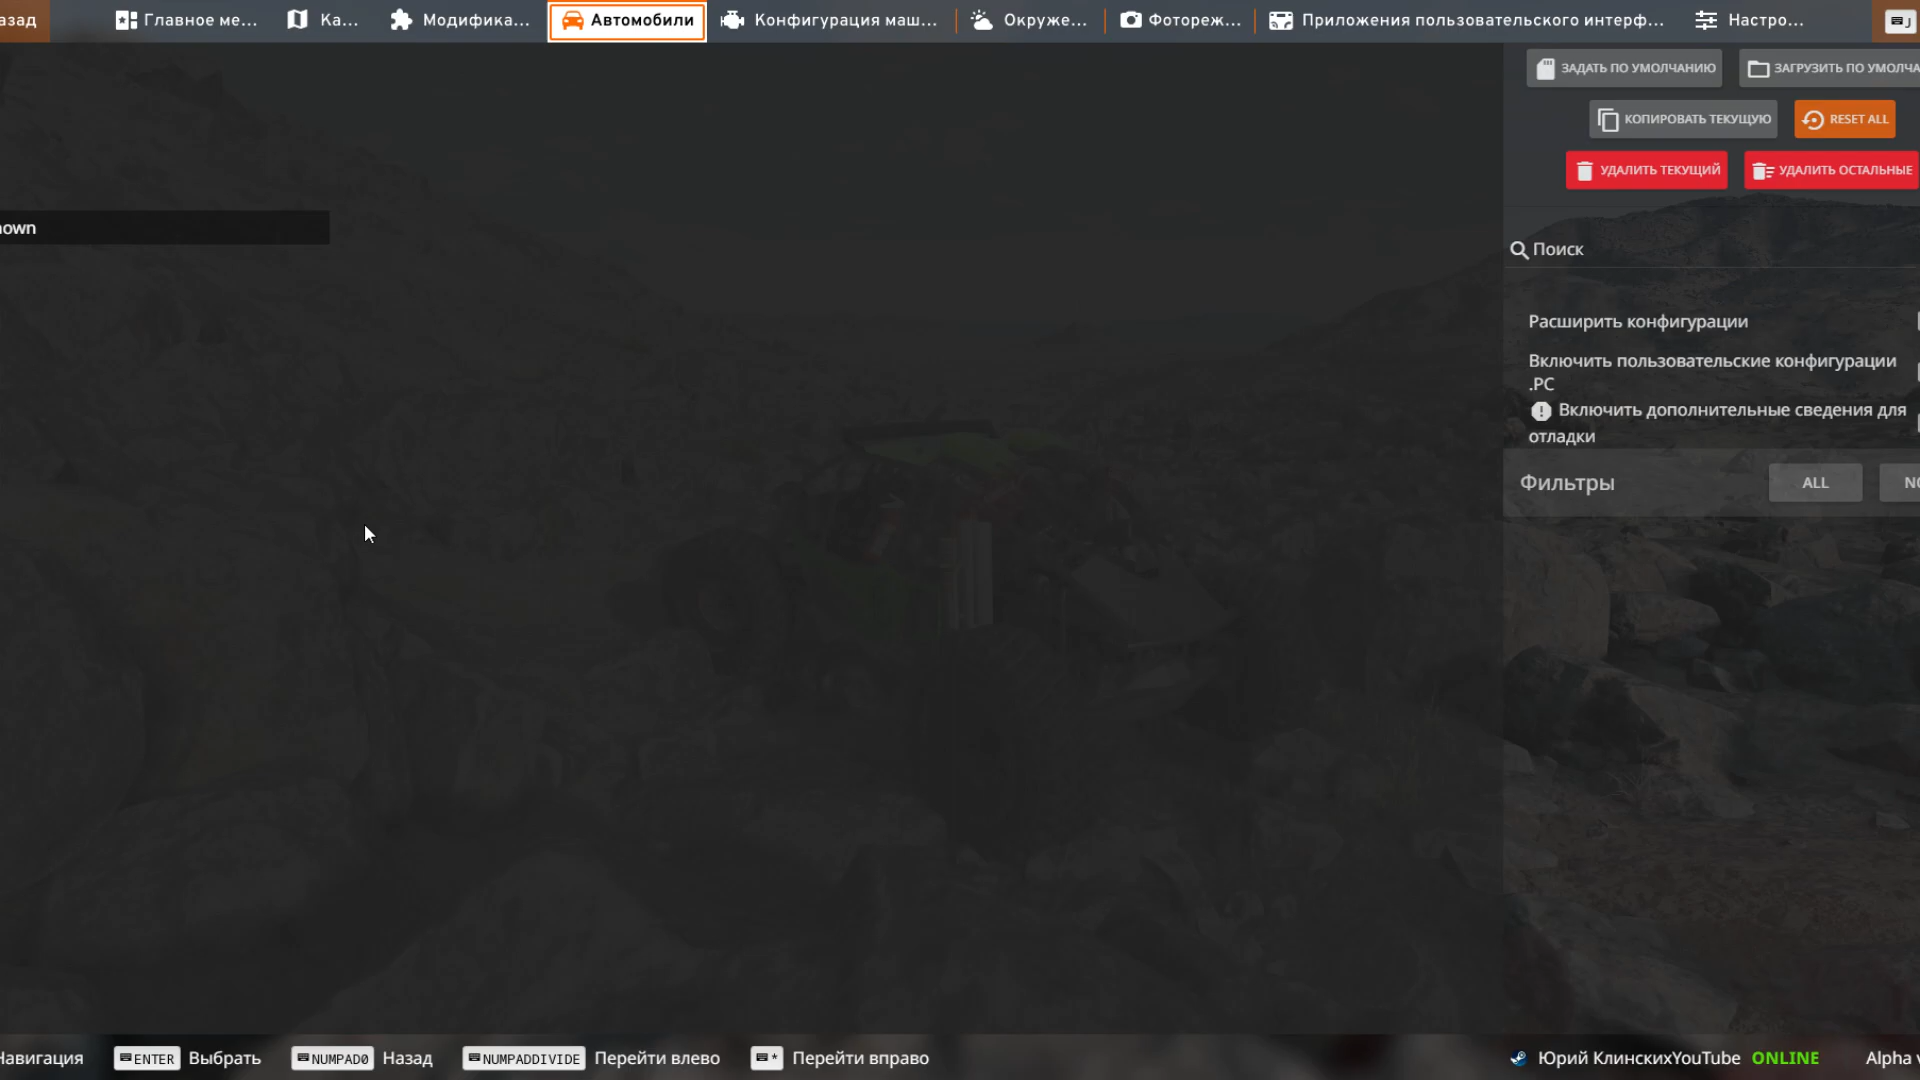 азад
Главное ме...
Ка...
Модифика...
Автомобили
Конфигурация маш...
Окруже...
Фотореж...
Приложения пользовательского интерф...
Настро...
J
ЗАДАТЬ ПО УМОЛЧАНИЮ
ЗАГРУЗИТЬ ПО УМОЛЧА
КОПИРОВАТЬ ТЕКУЩУЮ
RESET ALL
УДАЛИТЬ ТЕКУЩИЙ
УДАЛИТЬ ОСТАЛЬНЫЕ
nown
Поиск
Расширить конфигурации
Включить пользовательские конфигурации
.PC
Включить дополнительные сведения для
отладки
Фильтры
ALL
NO
Навигация
ENTER Выбрать
NUMPAD0 Назад
NUMPADDIVIDE Перейти влево
* Перейти вправо
Юрий КлинскихYouTube ONLINE
Alpha v